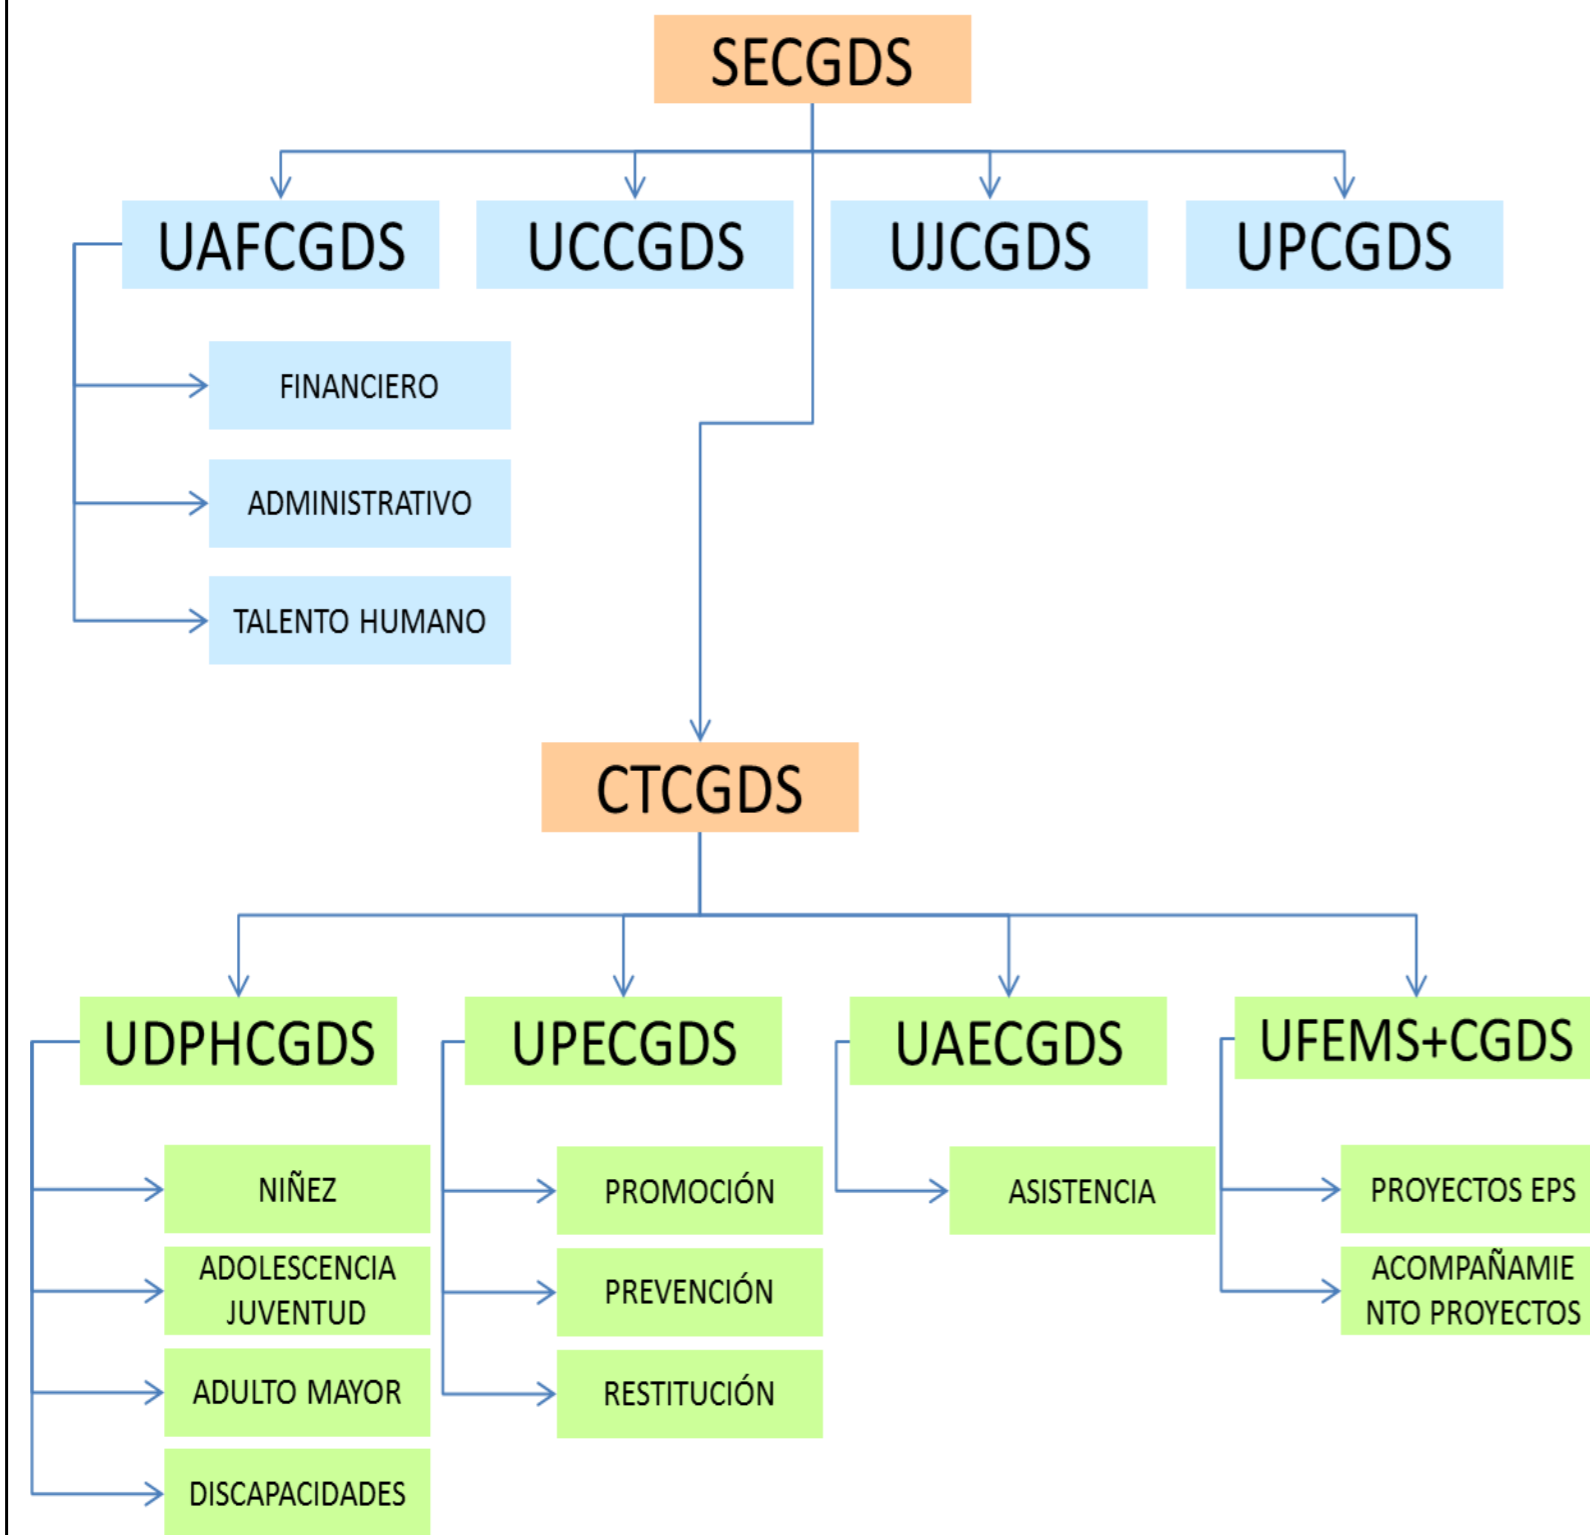 SECGDS
UAFCGDS
UCCGDS
UJCGDS
UPCGDS
FINANCIERO
ADMINISTRATIVO
TALENTO HUMANO
CTCGDS
UDPHCGDS
UPECGDS
UAECGDS
UFEMS+CGDS
NIÑEZ
ADOLESCENCIA
JUVENTUD
ADULTO MAYOR
DISCAPACIDADES
PROMOCIÓN
PREVENCIÓN
RESTITUCIÓN
ASISTENCIA
PROYECTOS EPS
ACOMPAÑAMIE
NTO PROYECTOS